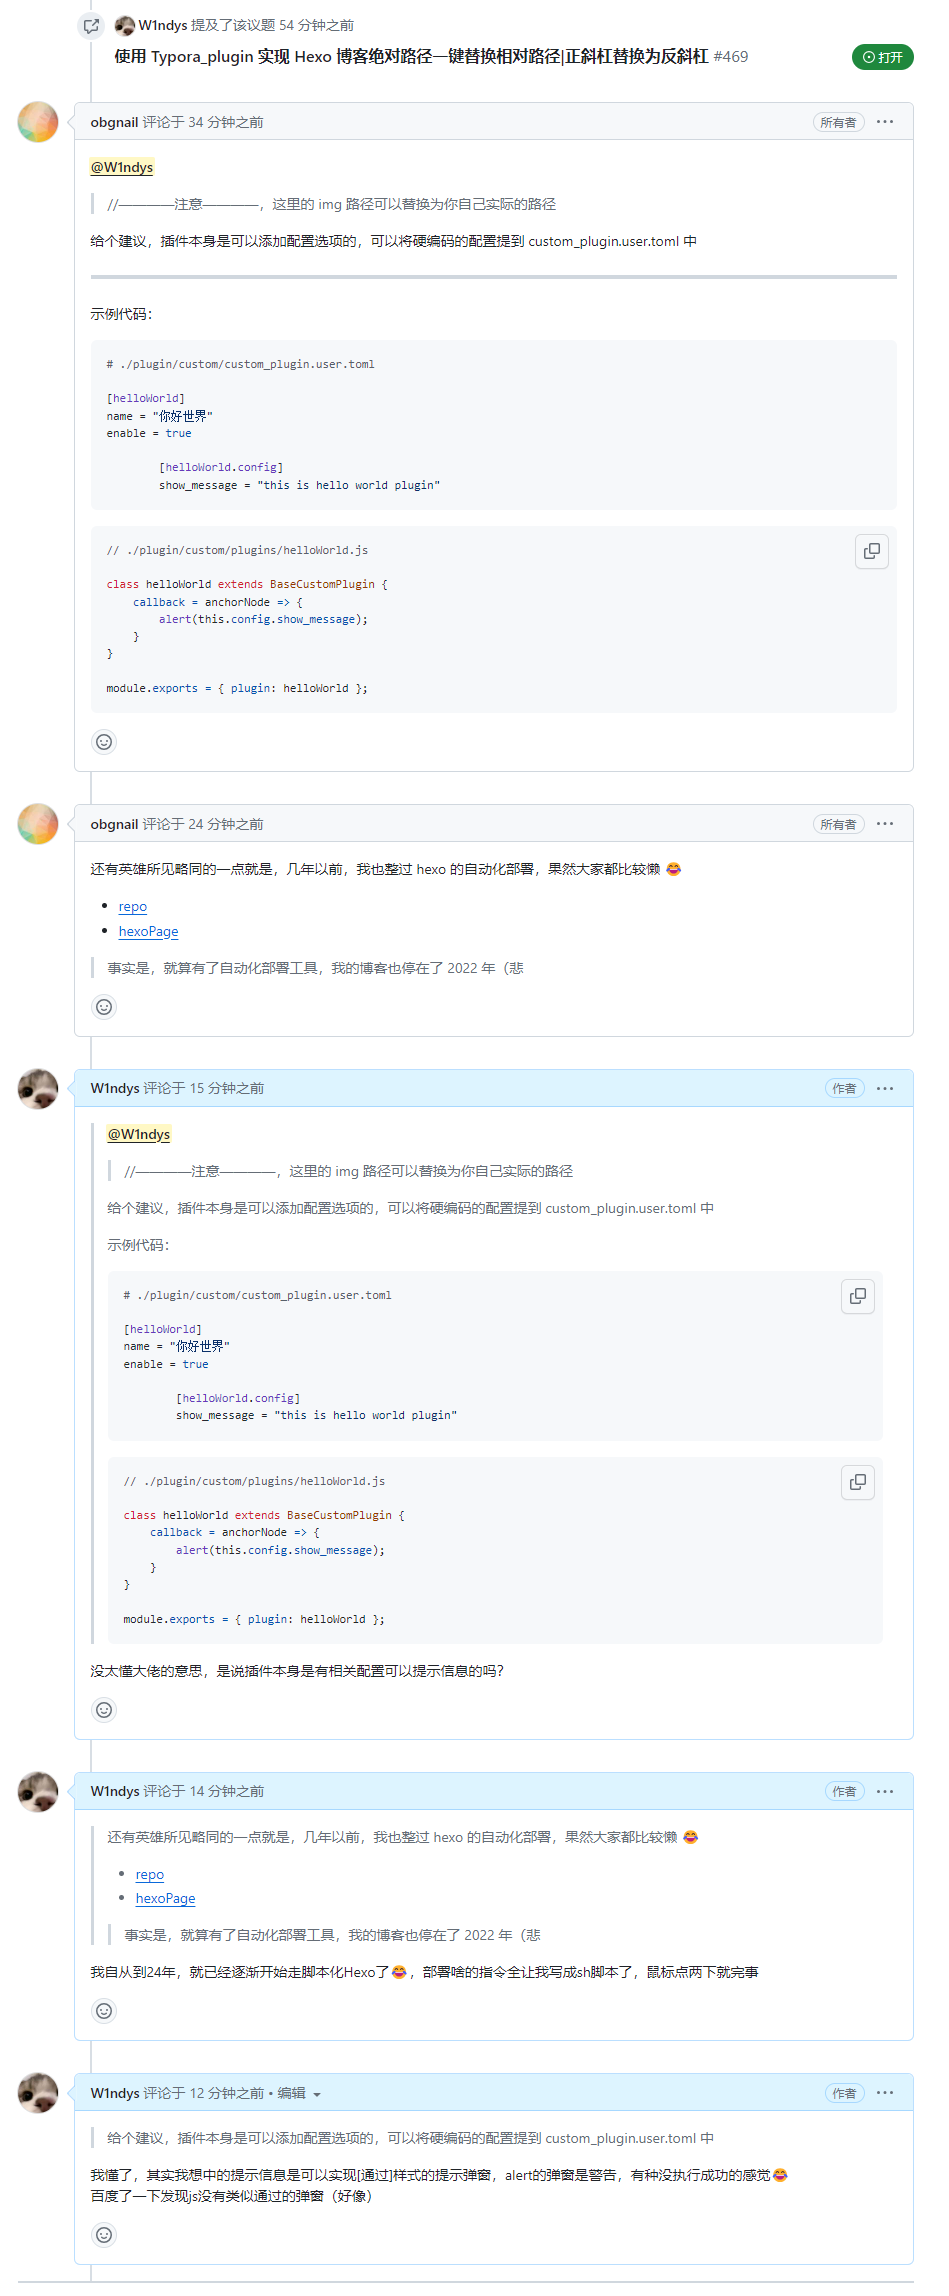 W1ndys 提及了该议题 54 分钟之前
使用 Typora_plugin 实现 Hexo 博客绝对路径一键替换相对路径|正斜杠替换为反斜杠 #469
打开
obgnail 评论于 34 分钟之前
所有者
@W1ndys
//————注意————，这里的 img 路径可以替换为你自己实际的路径
给个建议，插件本身是可以添加配置选项的，可以将硬编码的配置提到 custom_plugin.user.toml 中
示例代码：
# ./plugin/custom/custom_plugin.user.toml
[helloWorld]
name = "你好世界"
enable = true
[helloWorld.config]
show_message = "this is hello world plugin"
// ./plugin/custom/plugins/helloWorld.js
class helloWorld extends BaseCustomPlugin {
callback = anchorNode => {
alert(this.config.show_message);
}
}
module.exports = { plugin: helloWorld };
obgnail 评论于 24 分钟之前
所有者
还有英雄所见略同的一点就是，几年以前，我也整过 hexo 的自动化部署，果然大家都比较懒 😂
repo
hexoPage
事实是，就算有了自动化部署工具，我的博客也停在了 2022 年（悲
W1ndys 评论于 15 分钟之前
作者
@W1ndys
//————注意————，这里的 img 路径可以替换为你自己实际的路径
给个建议，插件本身是可以添加配置选项的，可以将硬编码的配置提到 custom_plugin.user.toml 中
示例代码：
# ./plugin/custom/custom_plugin.user.toml
[helloWorld]
name = "你好世界"
enable = true
[helloWorld.config]
show_message = "this is hello world plugin"
// ./plugin/custom/plugins/helloWorld.js
class helloWorld extends BaseCustomPlugin {
callback = anchorNode => {
alert(this.config.show_message);
}
}
module.exports = { plugin: helloWorld };
没太懂大佬的意思，是说插件本身是有相关配置可以提示信息的吗？
W1ndys 评论于 14 分钟之前
作者
还有英雄所见略同的一点就是，几年以前，我也整过 hexo 的自动化部署，果然大家都比较懒 😂
repo
hexoPage
事实是，就算有了自动化部署工具，我的博客也停在了 2022 年（悲
我自从到24年，就已经逐渐开始走脚本化Hexo了😂，部署啥的指令全让我写成sh脚本了，鼠标点两下就完事
W1ndys 评论于 12 分钟之前 • 编辑
作者
给个建议，插件本身是可以添加配置选项的，可以将硬编码的配置提到 custom_plugin.user.toml 中
我懂了，其实我想中的提示信息是可以实现[通过]样式的提示弹窗，alert的弹窗是警告，有种没执行成功的感觉😂
百度了一下发现js没有类似通过的弹窗（好像）